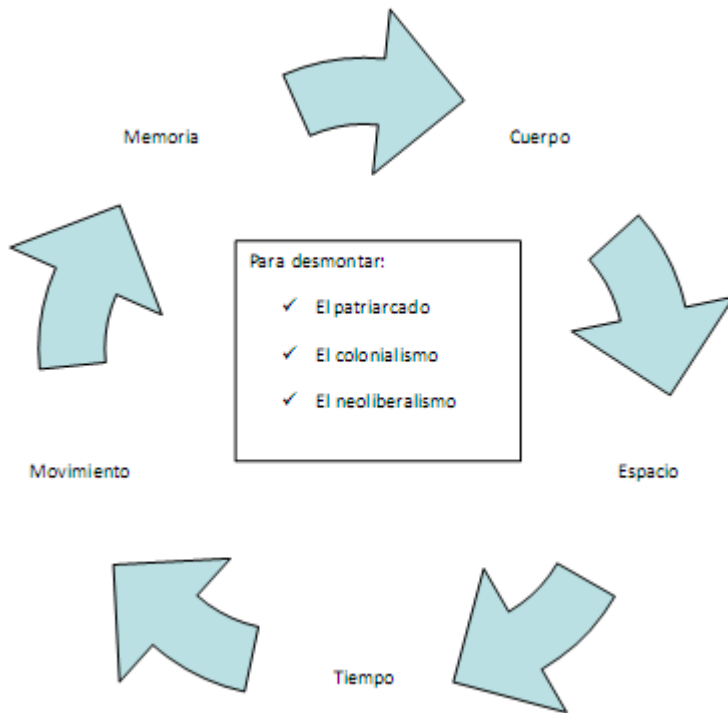 Memoria
Cuerpo
Para desmontar:
✓ El patriarcado
✓ El colonialismo
✓ El neoliberalismo
Movimiento
Espacio
Tiempo